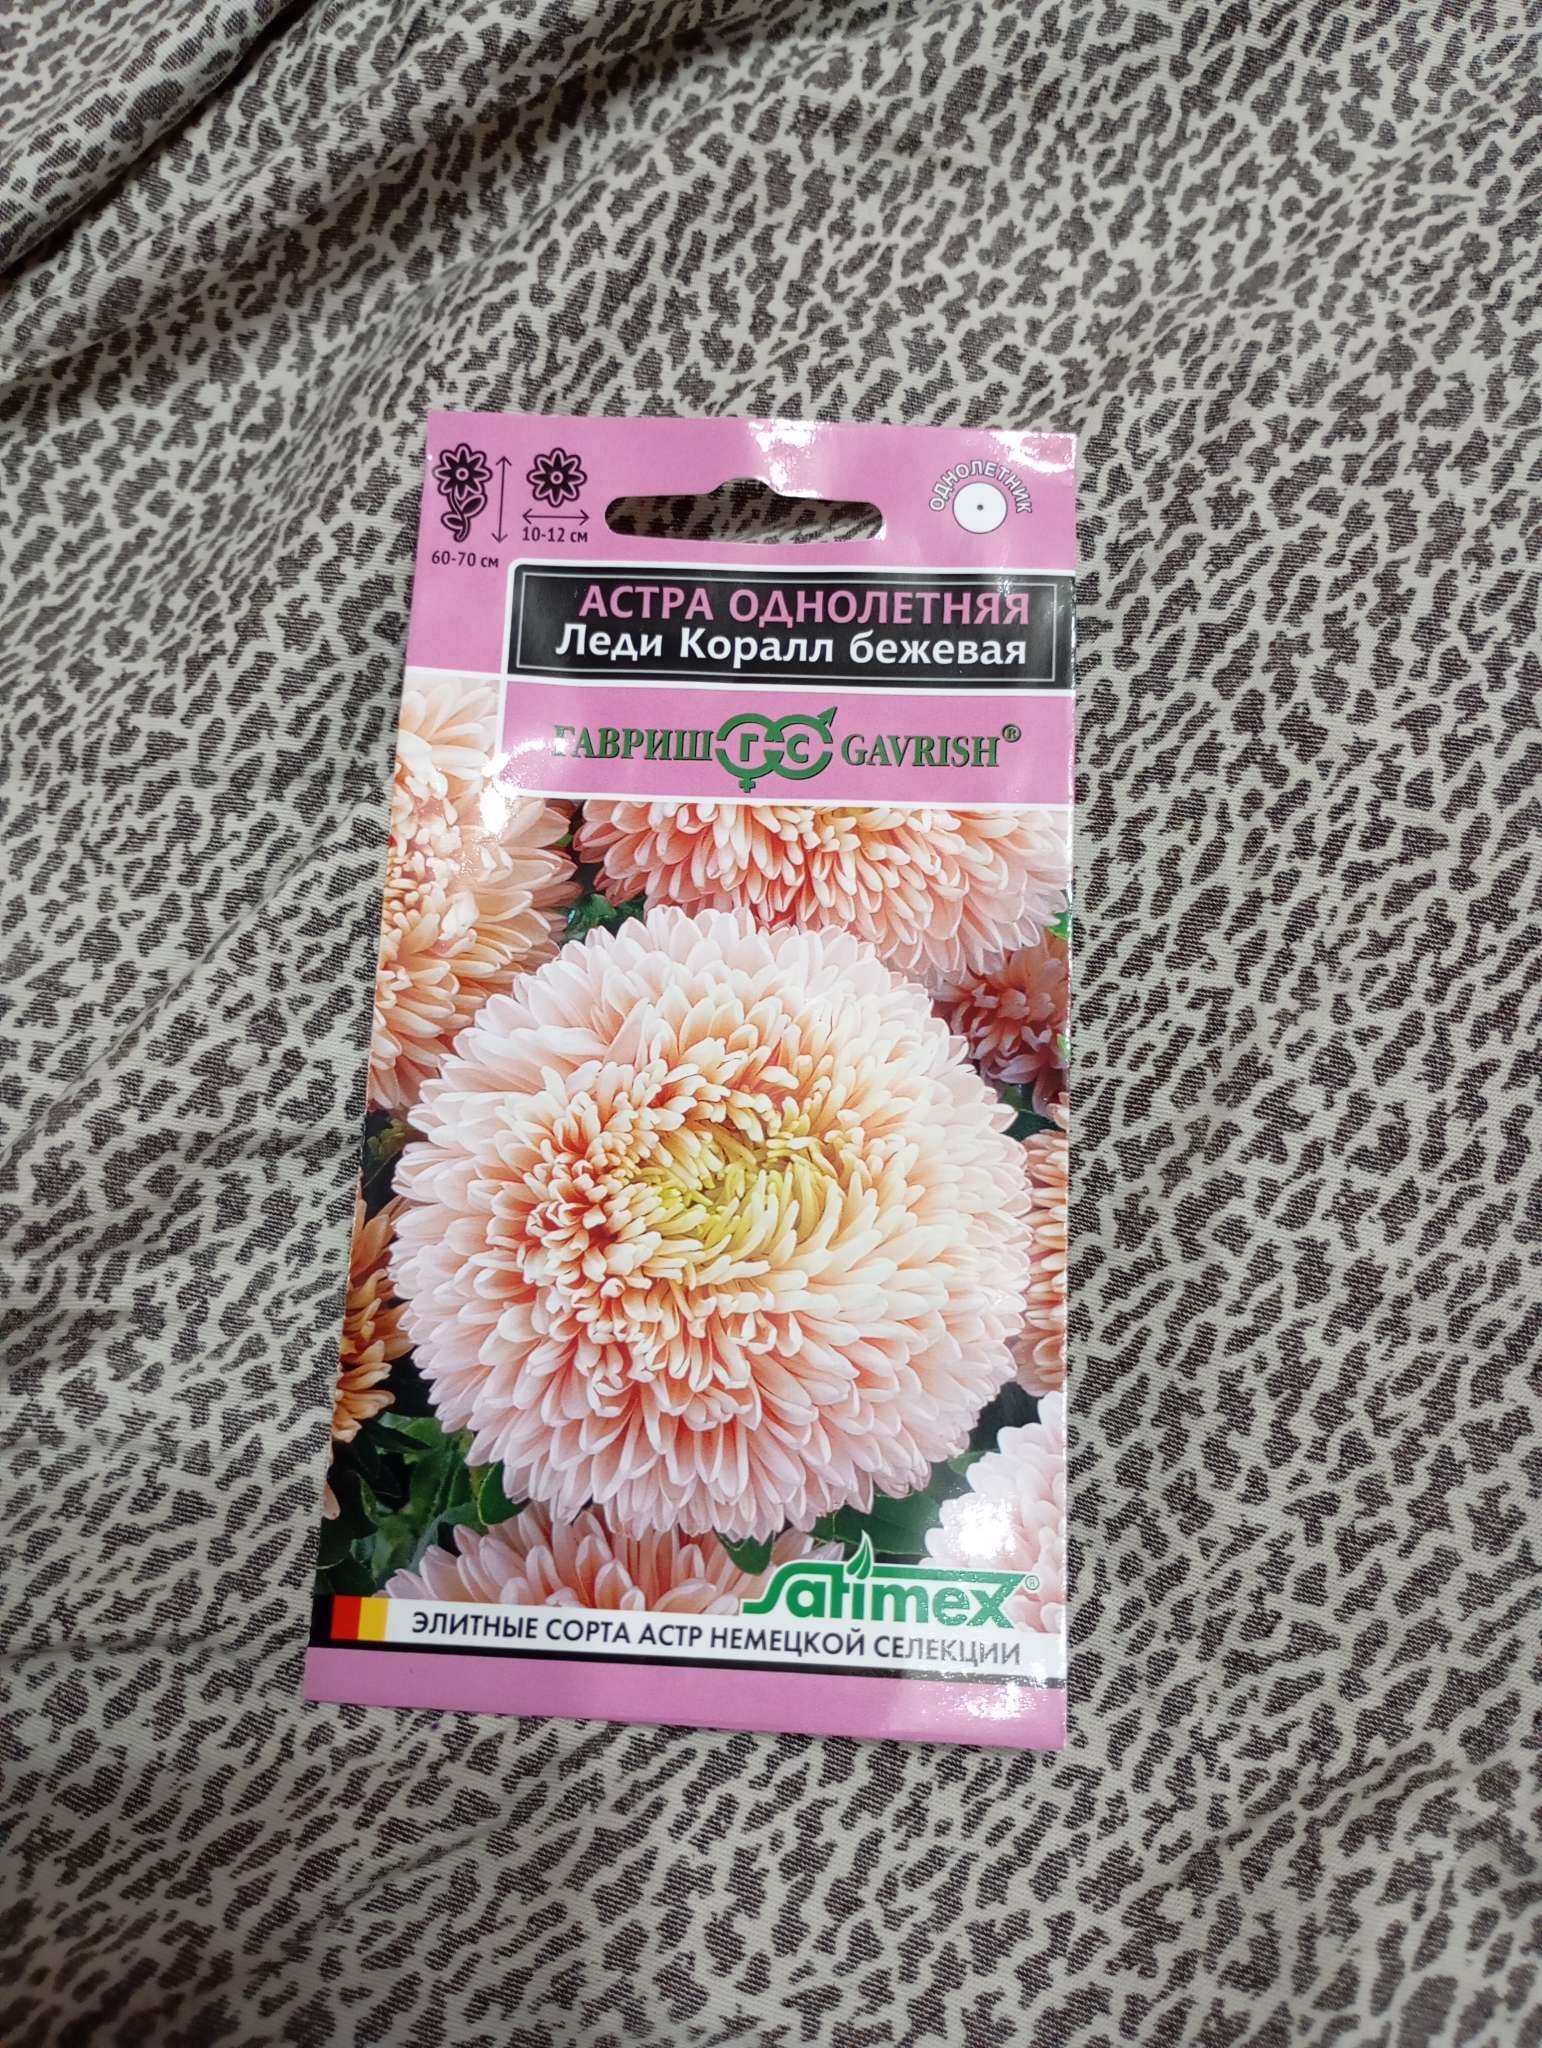 60-70 см
10-12 см
ОДНОЛЕТНИК
АСТРА ОДНОЛЕТНЯЯ
Леди Коралл бежевая
ГАВРИШ ГС GAVRISH®
Satimex®
ЭЛИТНЫЕ СОРТА АСТР НЕМЕЦКОЙ СЕЛЕКЦИИ